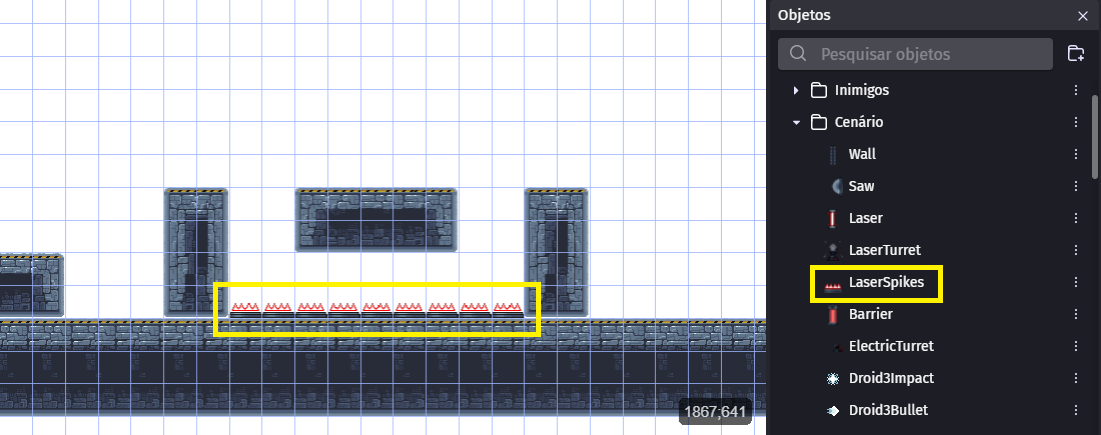 Objetos
Pesquisar objetos
Inimigos
Cenário
Wall
Saw
Laser
LaserTurret
LaserSpikes
Barrier
ElectricTurret
Droid3Impact
Droid3Bullet
1867;641